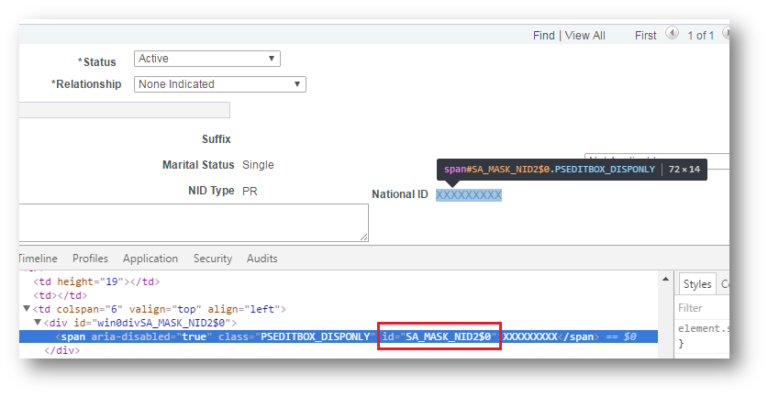 Find | View All First 1 of 1
*Status Active
*Relationship None Indicated
Suffix
Marital Status Single
span#SA_MASK_NID2$0.PSEDITBOX_DISPONLY | 72 × 14
NID Type PR National ID XXXXXXXXX
Timeline Profiles Application Security Audits
<td height="19"></td>
<td></td>
<td colspan="6" valign="top" align="left">
<div id="win0divSA_MASK_NID2$0">
<span aria-disabled="true" class="PSEDITBOX_DISPONLY" id="SA_MASK_NID2$0" XXXXXXXXX</span> == $0
</div>
Styles
Filter
element.s
}